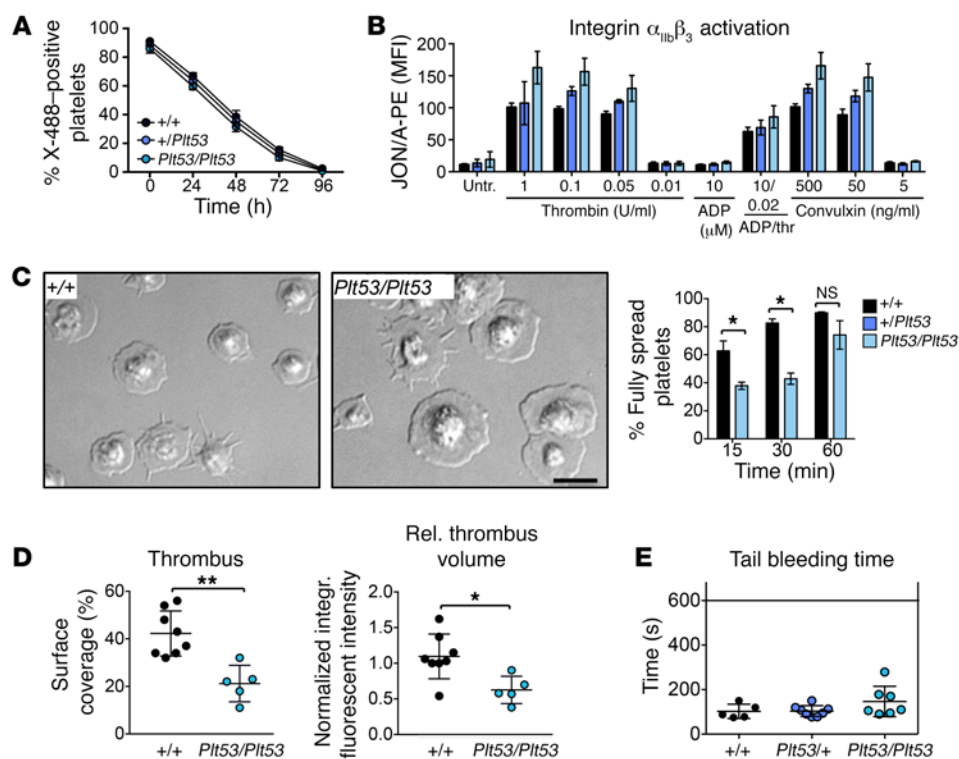 A
% X-488–positive
platelets
100
80
60
40
20
0
+/+
+/Plt53
Plt53/Plt53
0 24 48 72 96
Time (h)
B
Integrin αIIbβ3 activation
JON/A-PE (MFI)
200
150
100
50
0
Untr. 1 0.1 0.05 0.01 10 10/ 500 50 5
0.02
Thrombin (U/ml) ADP Convulxin (ng/ml)
(μM) ADP/thr
C
+/+
Plt53/Plt53
% Fully spread
platelets
100
80
60
40
20
0
* * NS
+/+
+/Plt53
Plt53/Plt53
15 30 60
Time (min)
D
Thrombus
Surface
coverage (%)
60
40
20
0
**
+/+ Plt53/Plt53
Rel. thrombus
volume
Normalized integr.
fluorescent intensity
2.0
1.5
1.0
0.5
0.0
*
+/+ Plt53/Plt53
E
Tail bleeding time
Time (s)
600
400
200
0
+/+ Plt53/+ Plt53/Plt53